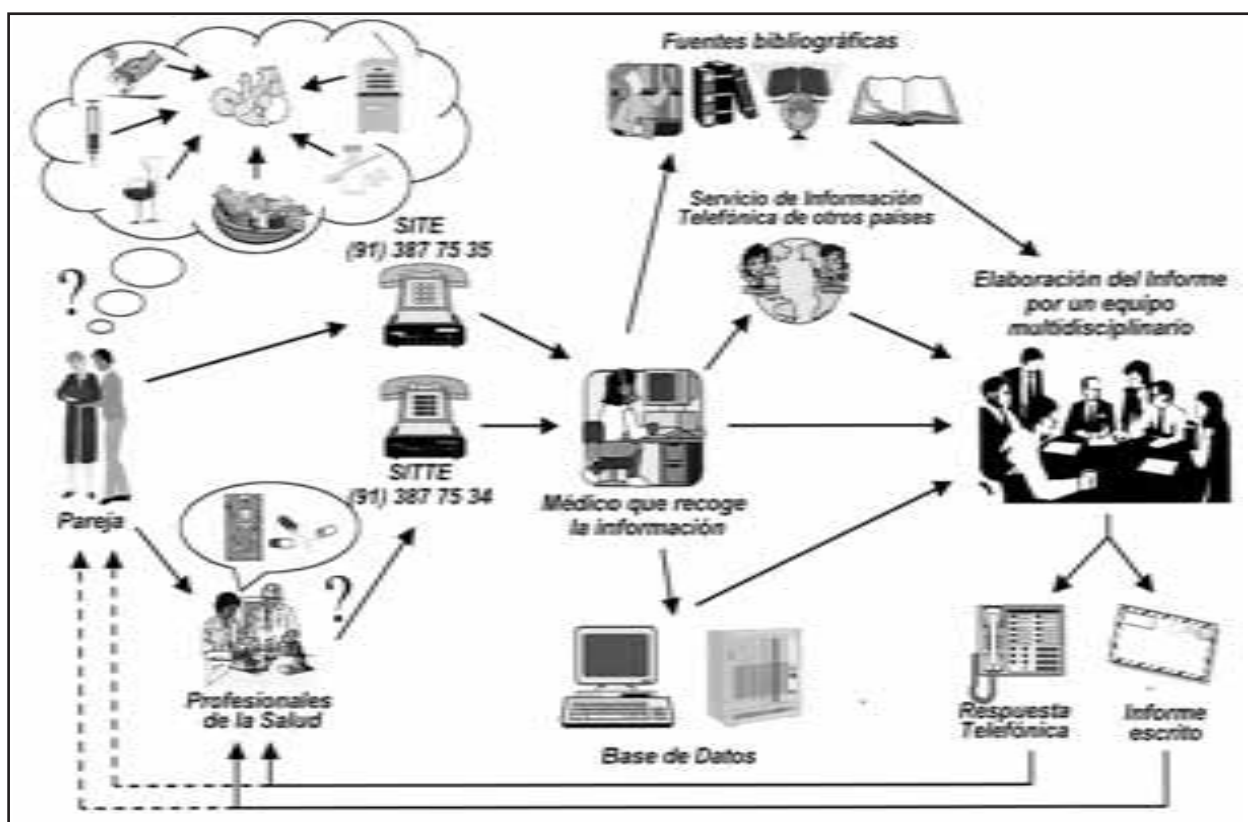 Fuentes bibliográficas
Servicio de Información
Telefónica de otros países
SITE
(91) 387 75 35
?
Elaboración del Informe
por un equipo
multidisciplinario
SITTE
(91) 387 75 34
Pareja
Médico que recoge
la información
?
Profesionales
de la Salud
Base de Datos
Respuesta
Telefónica
Informe
escrito